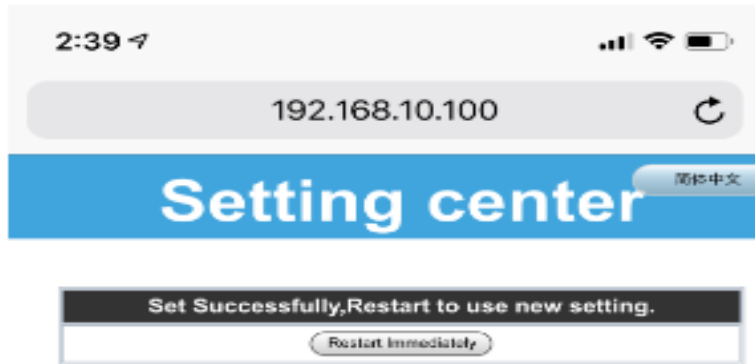 2:39
192.168.10.100
简体中文
Setting center
Set Successfully,Restart to use new setting.
Restart Immediately